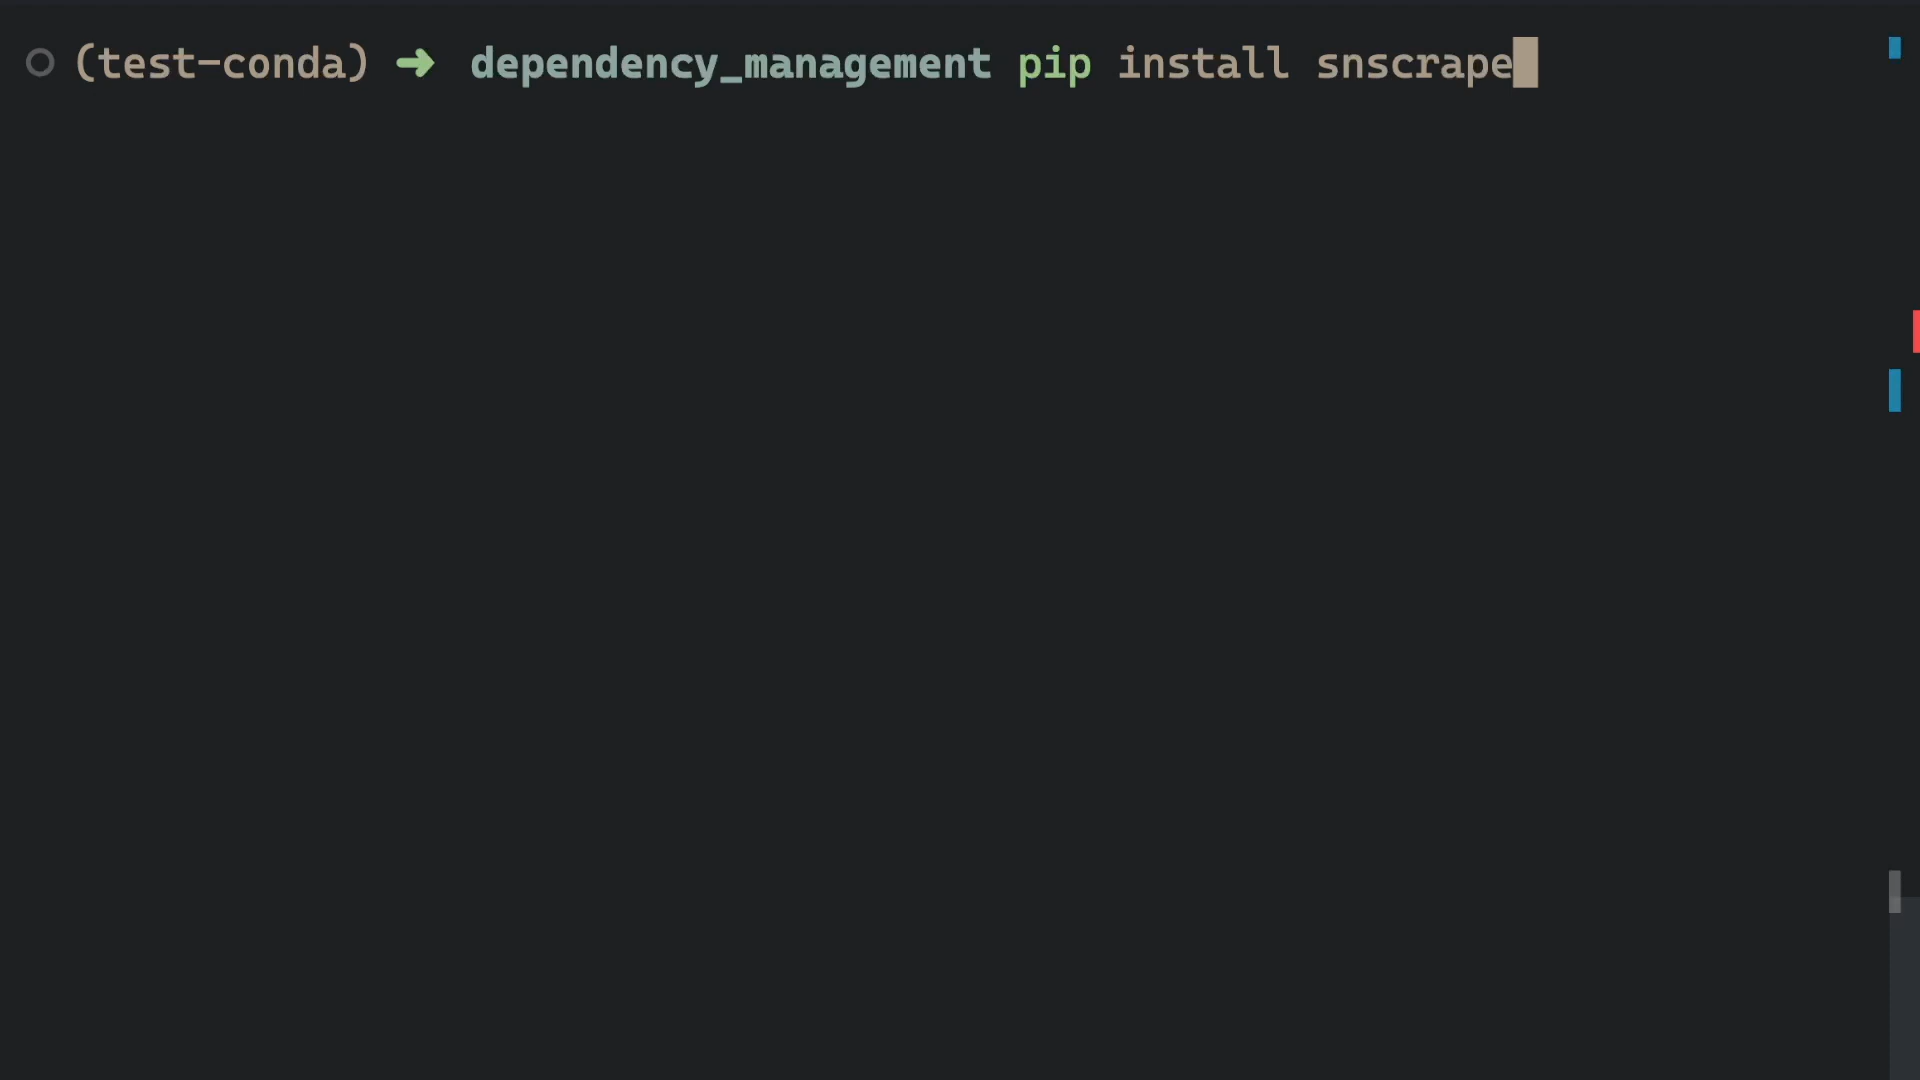 (test-conda) ➜ dependency_management pip install snscrape